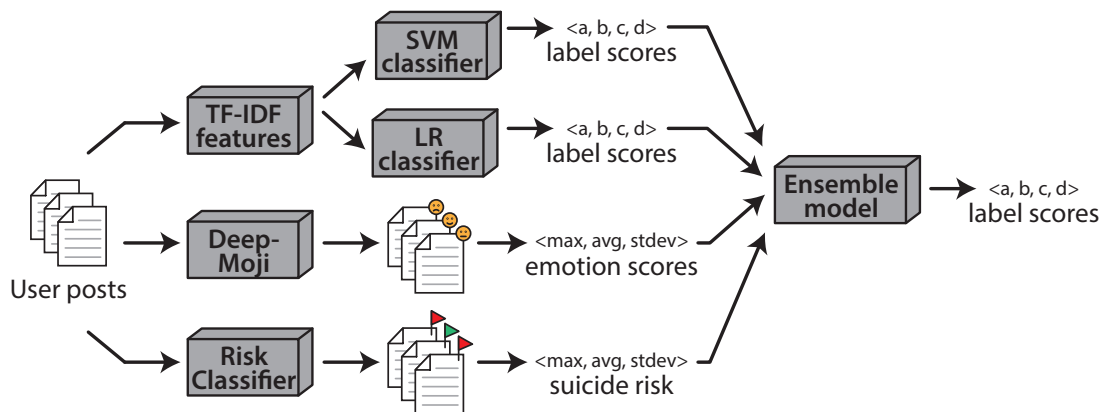 User posts
TF-IDF
features
SVM
classifier
<a, b, c, d>
label scores
LR
classifier
<a, b, c, d>
label scores
Deep-
Moji
<max, avg, stdev>
emotion scores
Risk
Classifier
<max, avg, stdev>
suicide risk
Ensemble
model
<a, b, c, d>
label scores